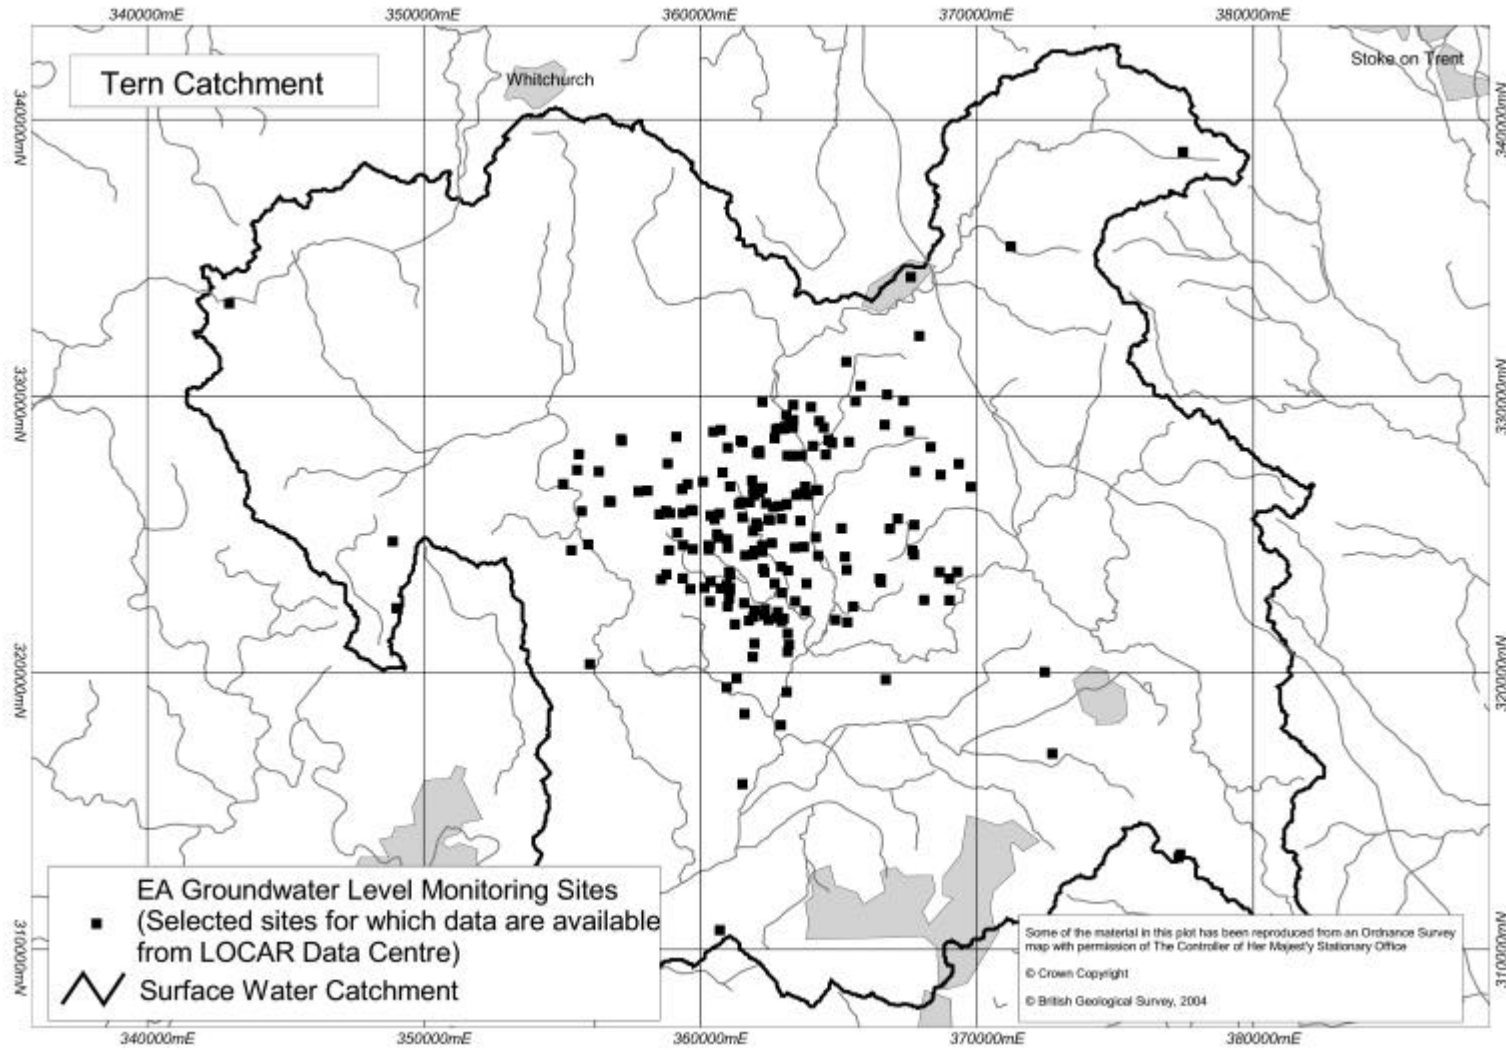 340000mE 350000mE 360000mE 370000mE 380000mE
Tern Catchment
Whitchurch
Stoke on Trent
340000mN
340000mN
330000mN
330000mN
320000mN
320000mN
310000mN
310000mN
EA Groundwater Level Monitoring Sites
(Selected sites for which data are available
from LOCAR Data Centre)
Surface Water Catchment
Some of the material in this plot has been reproduced from an Ordnance Survey
map with permission of The Controller of Her Majest'y Stationary Office
© Crown Copyright
© British Geological Survey, 2004
340000mE 350000mE 360000mE 370000mE 380000mE